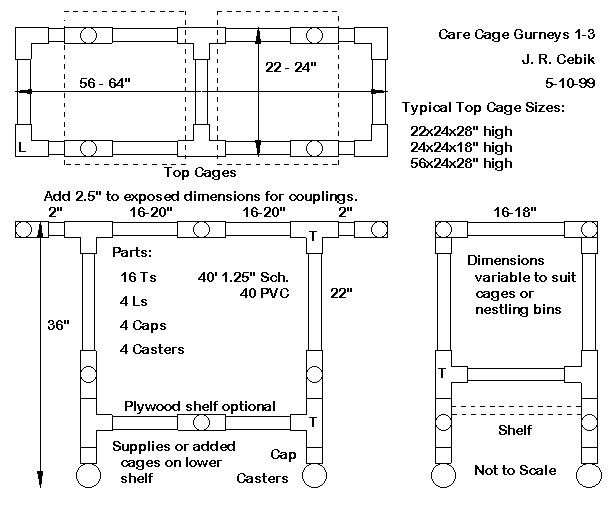 Care Cage Gurneys 1-3
J. R. Cebik
5-10-99
22 - 24"
56 - 64"
Typical Top Cage Sizes:
22x24x28" high
24x24x18" high
56x24x28" high
L
Top Cages
Add 2.5" to exposed dimensions for couplings.
2" 16-20" 16-20" 2"
16-18"
T
Parts:
16 Ts
4 Ls
4 Caps
4 Casters
40' 1.25" Sch.
40 PVC
22"
36"
Dimensions
variable to suit
cages or
nestling bins
T
Plywood shelf optional
T
Shelf
Supplies or added
cages on lower
shelf
Cap
Casters
Not to Scale